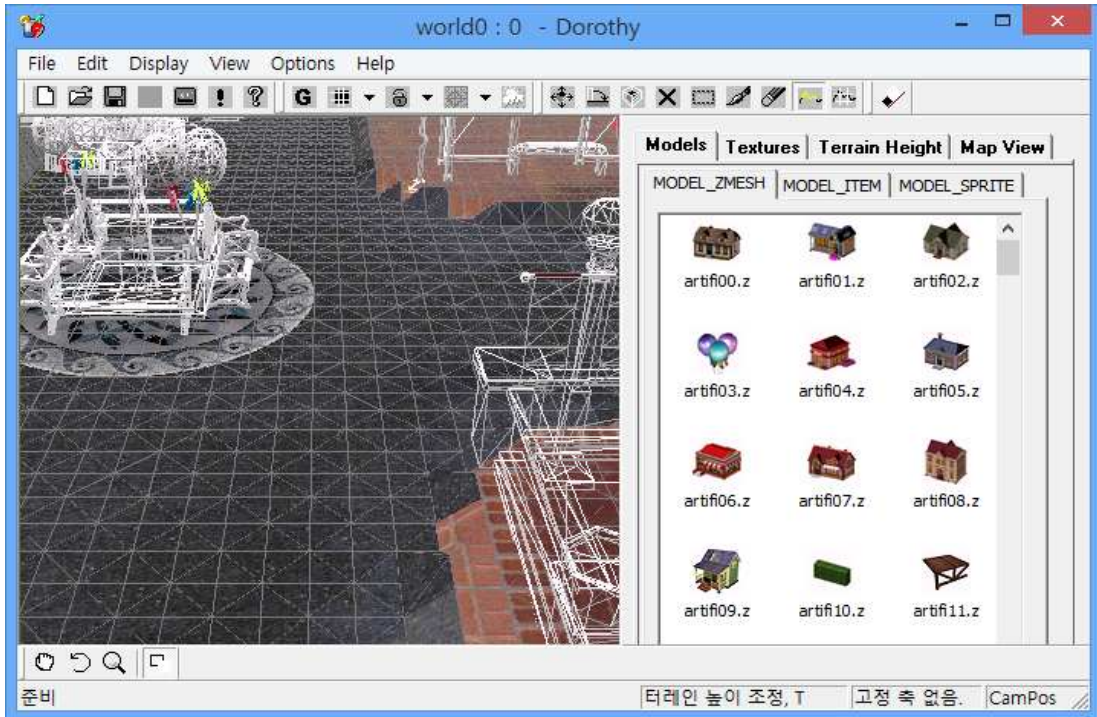 world0 : 0 - Dorothy
File Edit Display View Options Help
G
Models Textures Terrain Height Map View
MODEL_ZMESH MODEL_ITEM MODEL_SPRITE
artifi00.z artifi01.z artifi02.z
artifi03.z artifi04.z artifi05.z
artifi06.z artifi07.z artifi08.z
artifi09.z artifi10.z artifi11.z
준비 터레인 높이 조정, T 고정 축 없음. CamPos